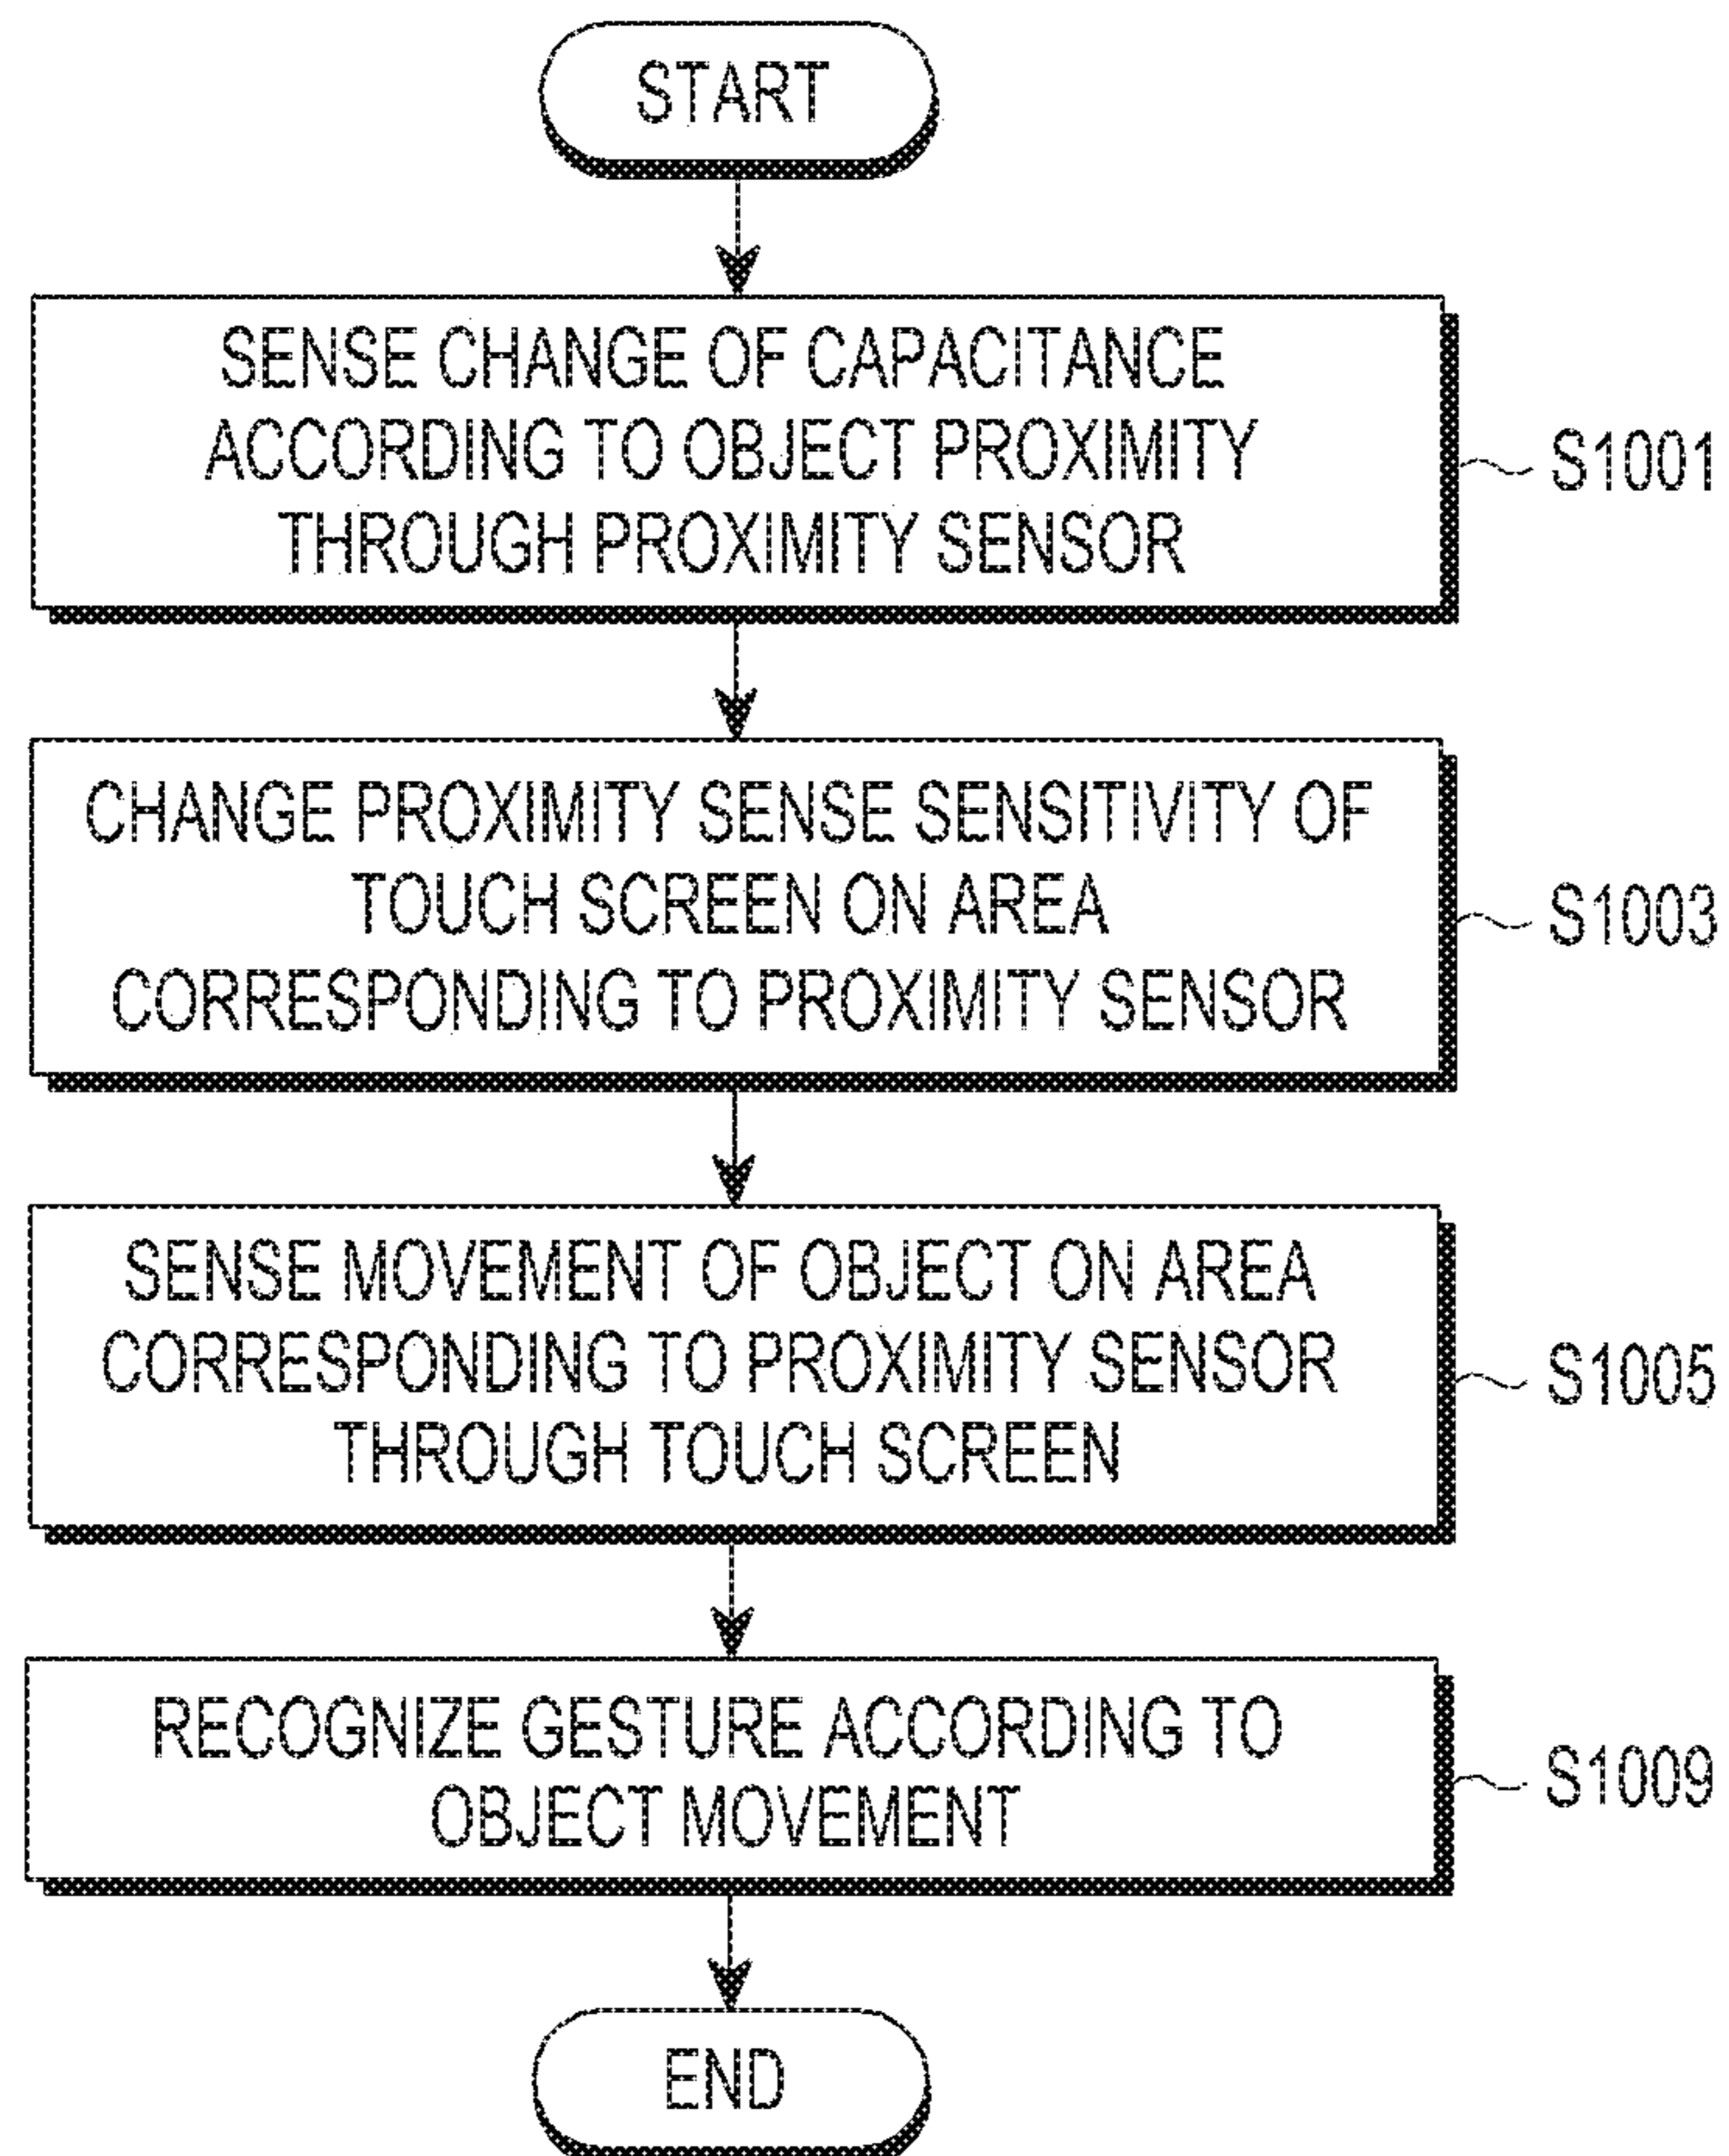 START
SENSE CHANGE OF CAPACITANCE
ACCORDING TO OBJECT PROXIMITY
THROUGH PROXIMITY SENSOR
S1001
CHANGE PROXIMITY SENSE SENSITIVITY OF
TOUCH SCREEN ON AREA
CORRESPONDING TO PROXIMITY SENSOR
S1003
SENSE MOVEMENT OF OBJECT ON AREA
CORRESPONDING TO PROXIMITY SENSOR
THROUGH TOUCH SCREEN
S1005
RECOGNIZE GESTURE ACCORDING TO
OBJECT MOVEMENT
S1009
END